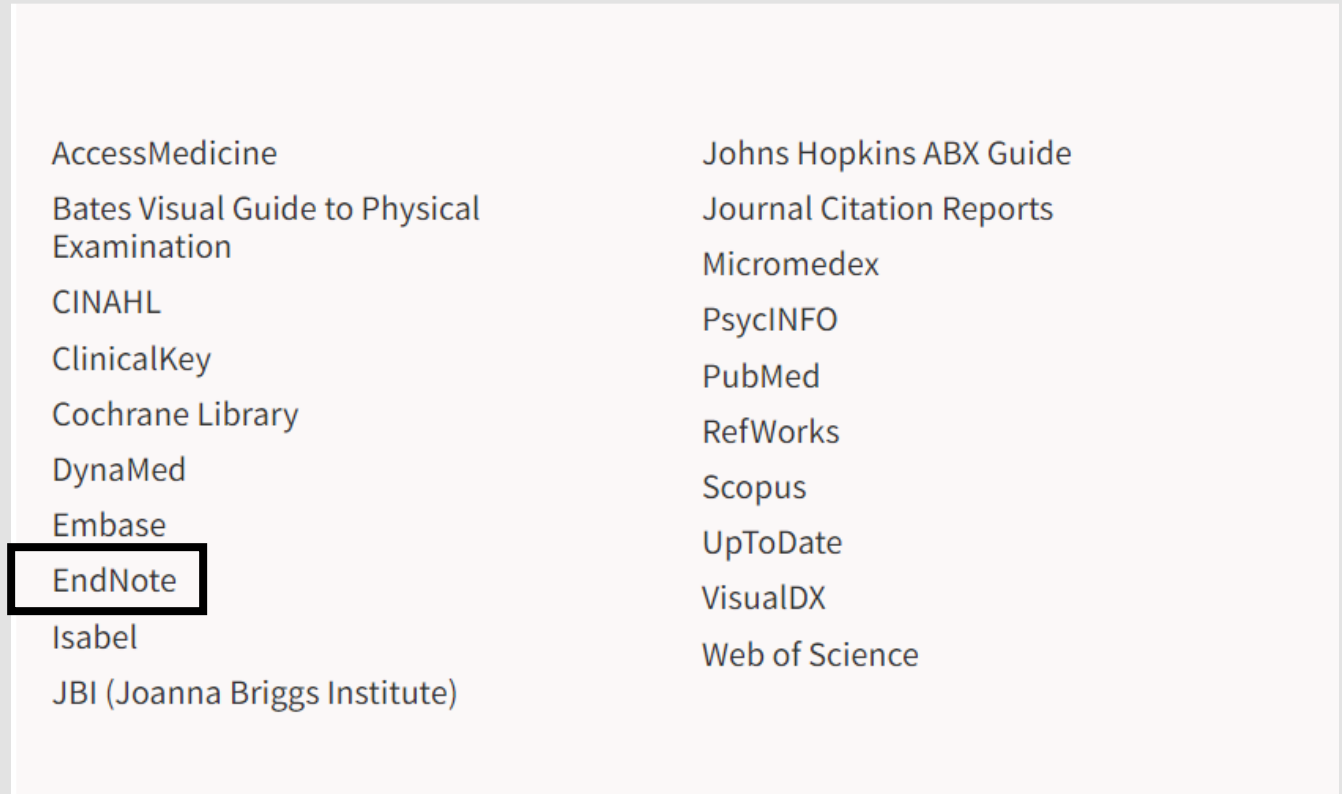 AccessMedicine
Bates Visual Guide to Physical
Examination
CINAHL
ClinicalKey
Cochrane Library
DynaMed
Embase
EndNote
Isabel
JBI (Joanna Briggs Institute)
Johns Hopkins ABX Guide
Journal Citation Reports
Micromedex
PsycINFO
PubMed
RefWorks
Scopus
UpToDate
VisualDX
Web of Science